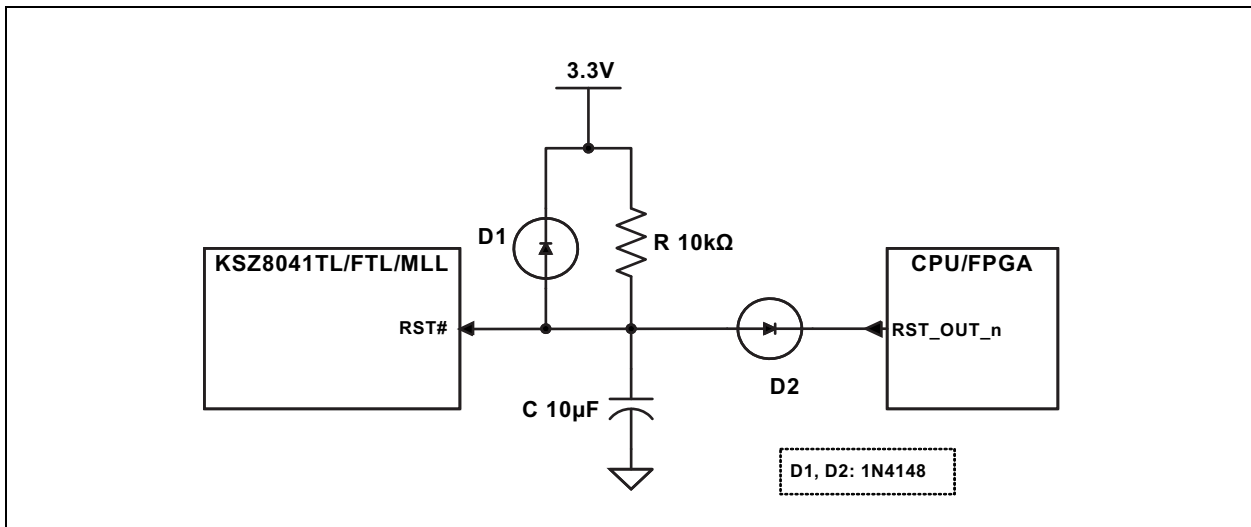 3.3V
D1
R 10kΩ
KSZ8041TL/FTL/MLL
CPU/FPGA
RST#
RST_OUT_n
D2
C 10µF
D1, D2: 1N4148